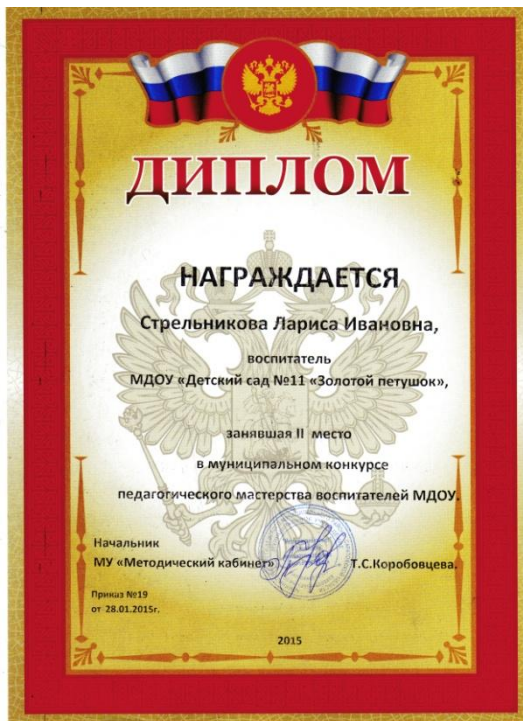 ДИПЛОМ
НАГРАЖДАЕТСЯ
Стрельникова Лариса Ивановна,
воспитатель
МДОУ «Детский сад №11 «Золотой петушок»,
занявшая II место
в муниципальном конкурсе
педагогического мастерства воспитателей МДОУ.
Начальник
МУ «Методический кабинет» Т.С.Коробовцева.
Приказ №19
от 28.01.2015г.
2015